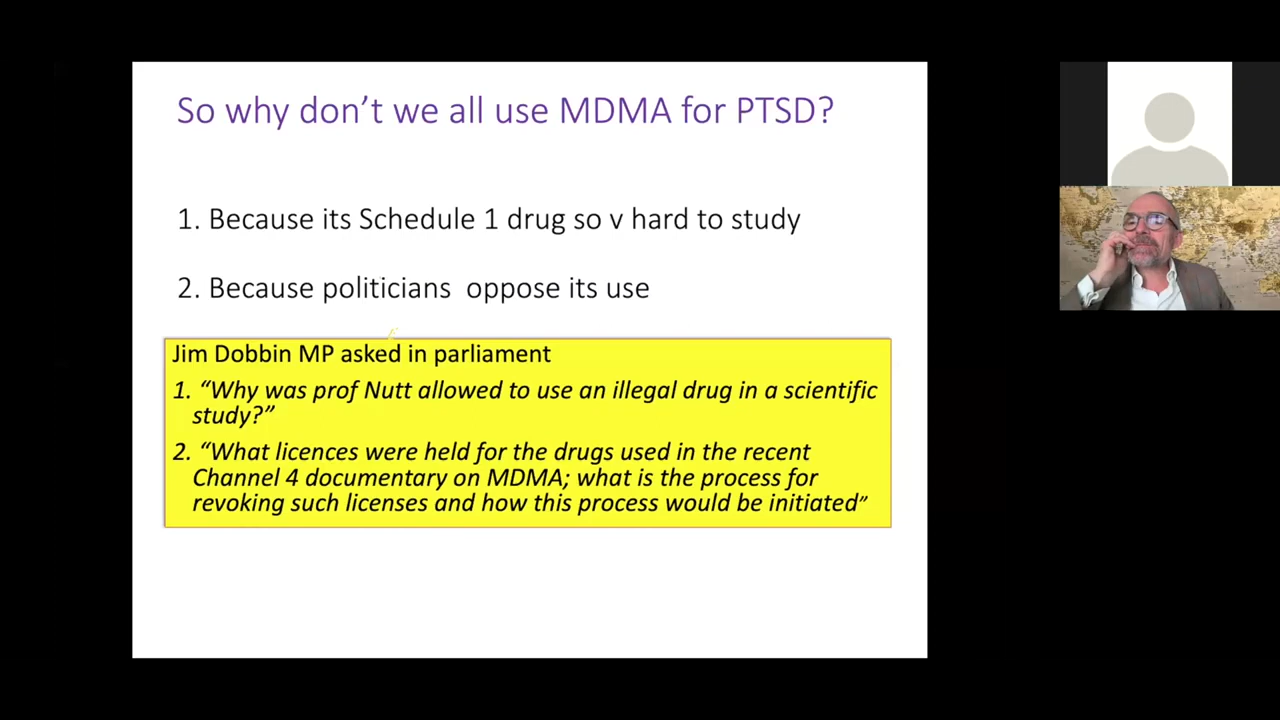 So why don’t we all use MDMA for PTSD?
1. Because its Schedule 1 drug so v hard to study
2. Because politicians  oppose its use
Jim Dobbin MP asked in parliament
1. “Why was prof Nutt allowed to use an illegal drug in a scientific
study?”
2. “What licences were held for the drugs used in the recent
Channel 4 documentary on MDMA; what is the process for
revoking such licenses and how this process would be initiated”